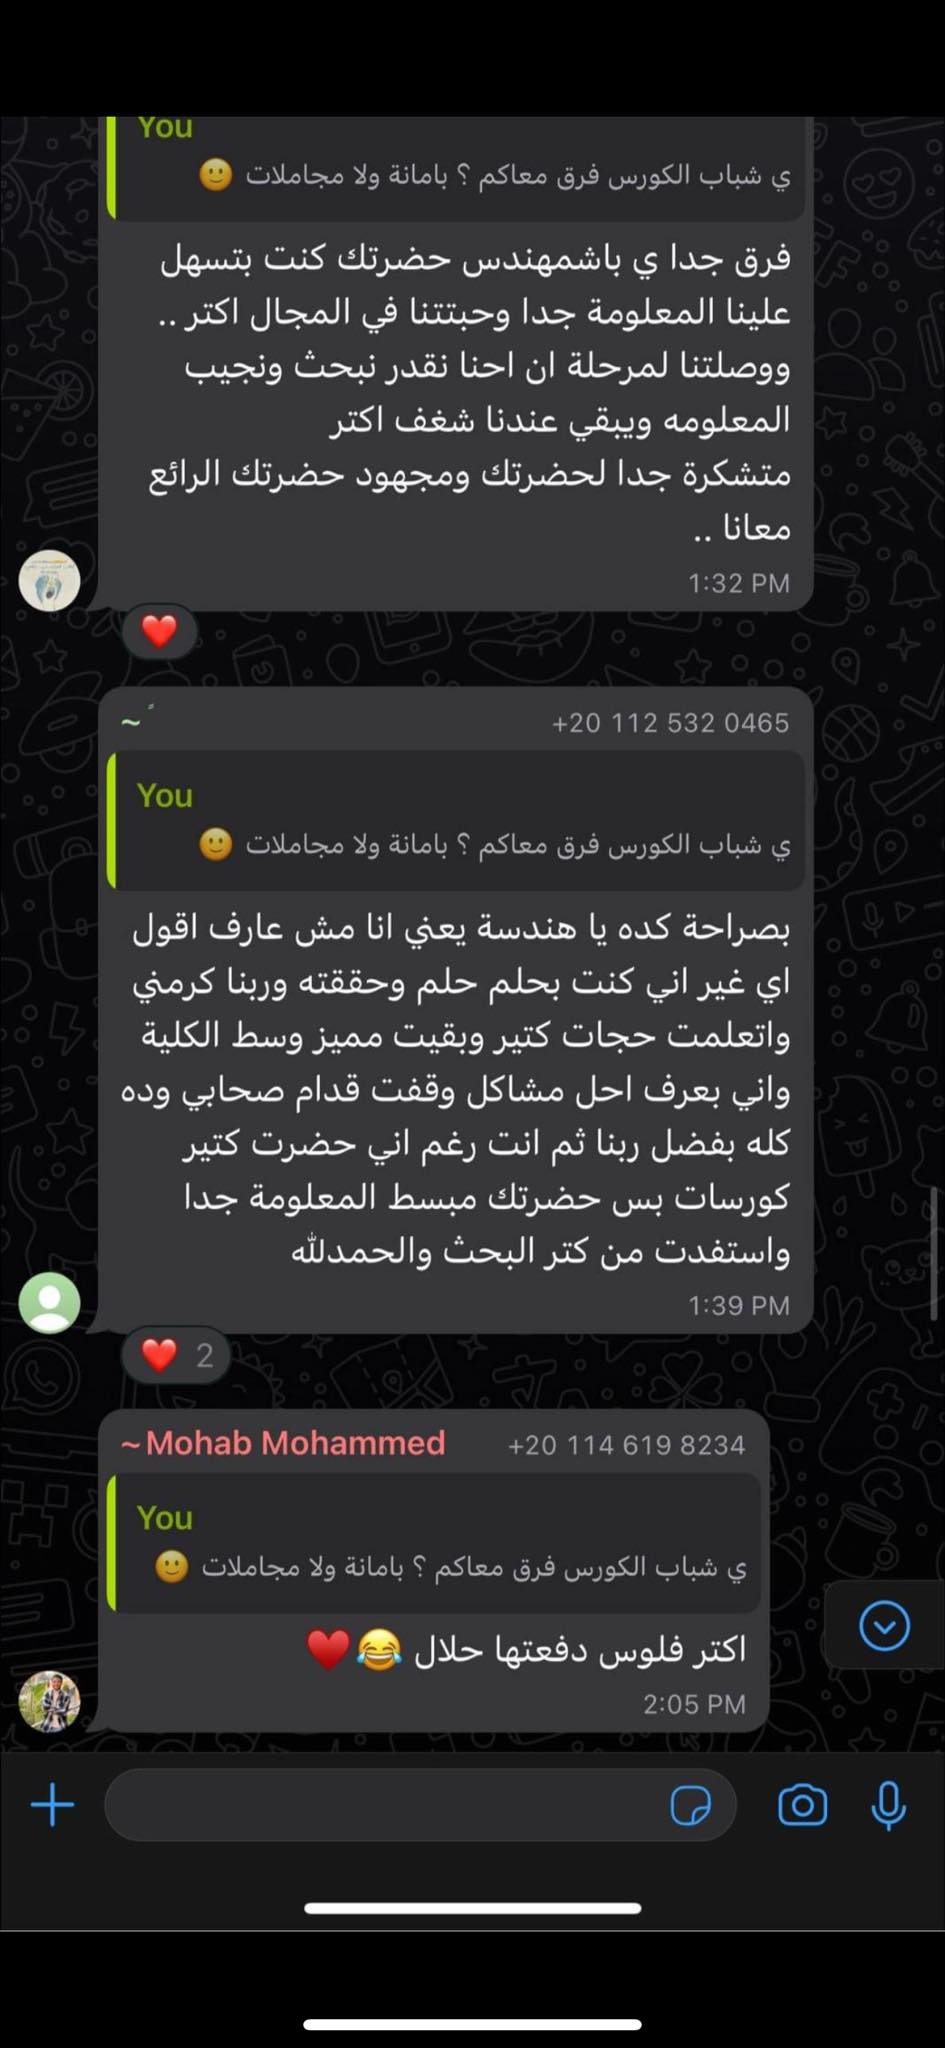 You
ي شباب الكورس فرق معاكم ؟ بامانة ولا مجاملات 🙂
فرق جدا ي باشمهندس حضرتك كنت بتسهل
علينا المعلومة جدا وحبتتنا في المجال اكتر ..
ووصلتنا لمرحلة ان احنا نقدر نبحث ونجيب
المعلومه ويبقي عندنا شغف اكتر
متشكرة جدا لحضرتك ومجهود حضرتك الرائع
معانا ..
1:32 PM
❤️
~ ً +20 112 532 0465
You
ي شباب الكورس فرق معاكم ؟ بامانة ولا مجاملات 🙂
بصراحة كده يا هندسة يعني انا مش عارف اقول
اي غير اني كنت بحلم حلم وحققته وربنا كرمني
واتعلمت حجات كتير وبقيت مميز وسط الكلية
واني بعرف احل مشاكل وقفت قدام صحابي وده
كله بفضل ربنا ثم انت رغم اني حضرت كتير
كورسات بس حضرتك مبسط المعلومة جدا
واستفدت من كتر البحث والحمدلله
1:39 PM
❤️ 2
~Mohab Mohammed +20 114 619 8234
You
ي شباب الكورس فرق معاكم ؟ بامانة ولا مجاملات 🙂
اكتر فلوس دفعتها حلال 😂♥️
2:05 PM